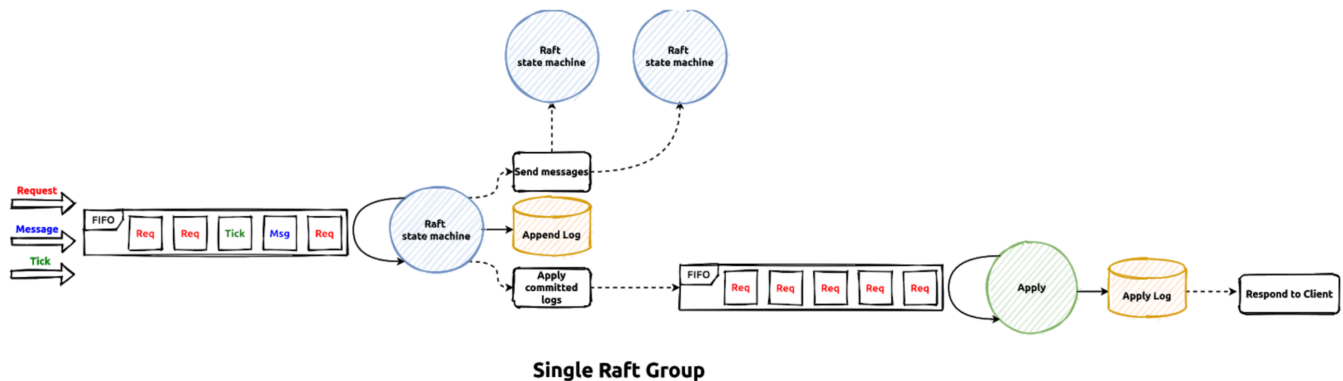 Raft
state machine
Raft
state machine
Send messages
Request
Message
Tick
FIFO
Req
Req
Tick
Msg
Req
Raft
state machine
Append Log
Apply
committed
logs
FIFO
Req
Req
Req
Req
Req
Apply
Apply Log
Respond to Client
Single Raft Group